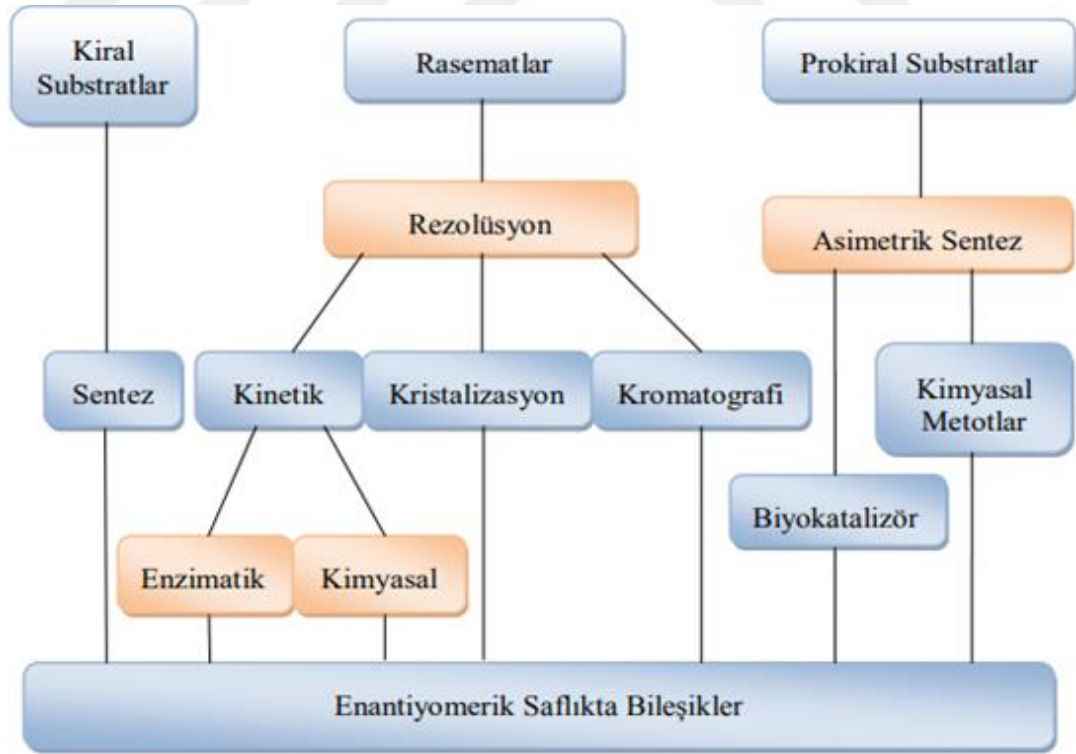 Kiral
Substratlar
Rasematlar
Prokiral Substratlar
Rezolüsyon
Asimetrik Sentez
Sentez
Kinetik
Kristalizasyon
Kromatografi
Kimyasal
Metotlar
Biyokatalizör
Enzimatik
Kimyasal
Enantiyomerik Saflıkta Bileşikler